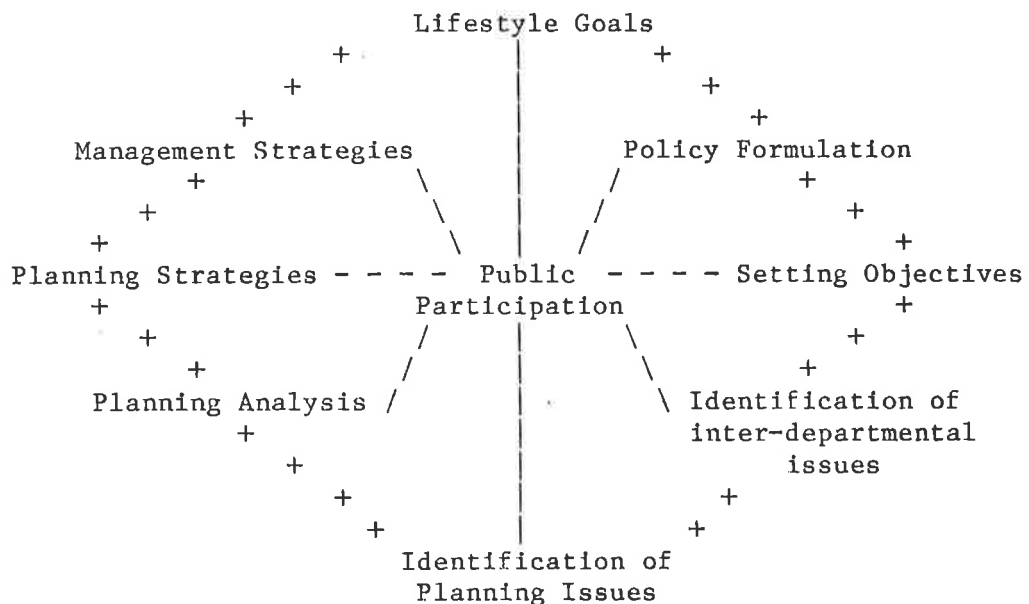 Lifestyle Goals
Management Strategies
Policy Formulation
Planning Strategies
Public
Participation
Setting Objectives
Planning Analysis
Identification of
inter-departmental
issues
Identification of
Planning Issues